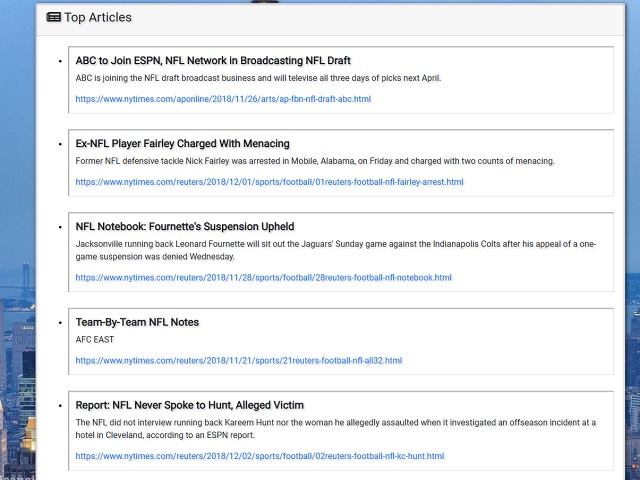 Top Articles
ABC to Join ESPN, NFL Network in Broadcasting NFL Draft
ABC is joining the NFL draft broadcast business and will televise all three days of picks next April.
https://www.nytimes.com/aponline/2018/11/26/arts/ap-fbn-nfl-draft-abc.html
Ex-NFL Player Fairley Charged With Menacing
Former NFL defensive tackle Nick Fairley was arrested in Mobile, Alabama, on Friday and charged with two counts of menacing.
https://www.nytimes.com/reuters/2018/12/01/sports/football/01reuters-football-nfl-fairley-arrest.html
NFL Notebook: Fournette's Suspension Upheld
Jacksonville running back Leonard Fournette will sit out the Jaguars' Sunday game against the Indianapolis Colts after his appeal of a one-
game suspension was denied Wednesday.
https://www.nytimes.com/reuters/2018/11/28/sports/football/28reuters-football-nfl-notebook.html
Team-By-Team NFL Notes
AFC EAST
https://www.nytimes.com/reuters/2018/11/21/sports/21reuters-football-nfl-all32.html
Report: NFL Never Spoke to Hunt, Alleged Victim
The NFL did not interview running back Kareem Hunt nor the woman he allegedly assaulted when it investigated an offseason incident at a
hotel in Cleveland, according to an ESPN report.
https://www.nytimes.com/reuters/2018/12/02/sports/football/02reuters-football-nfl-kc-hunt.html